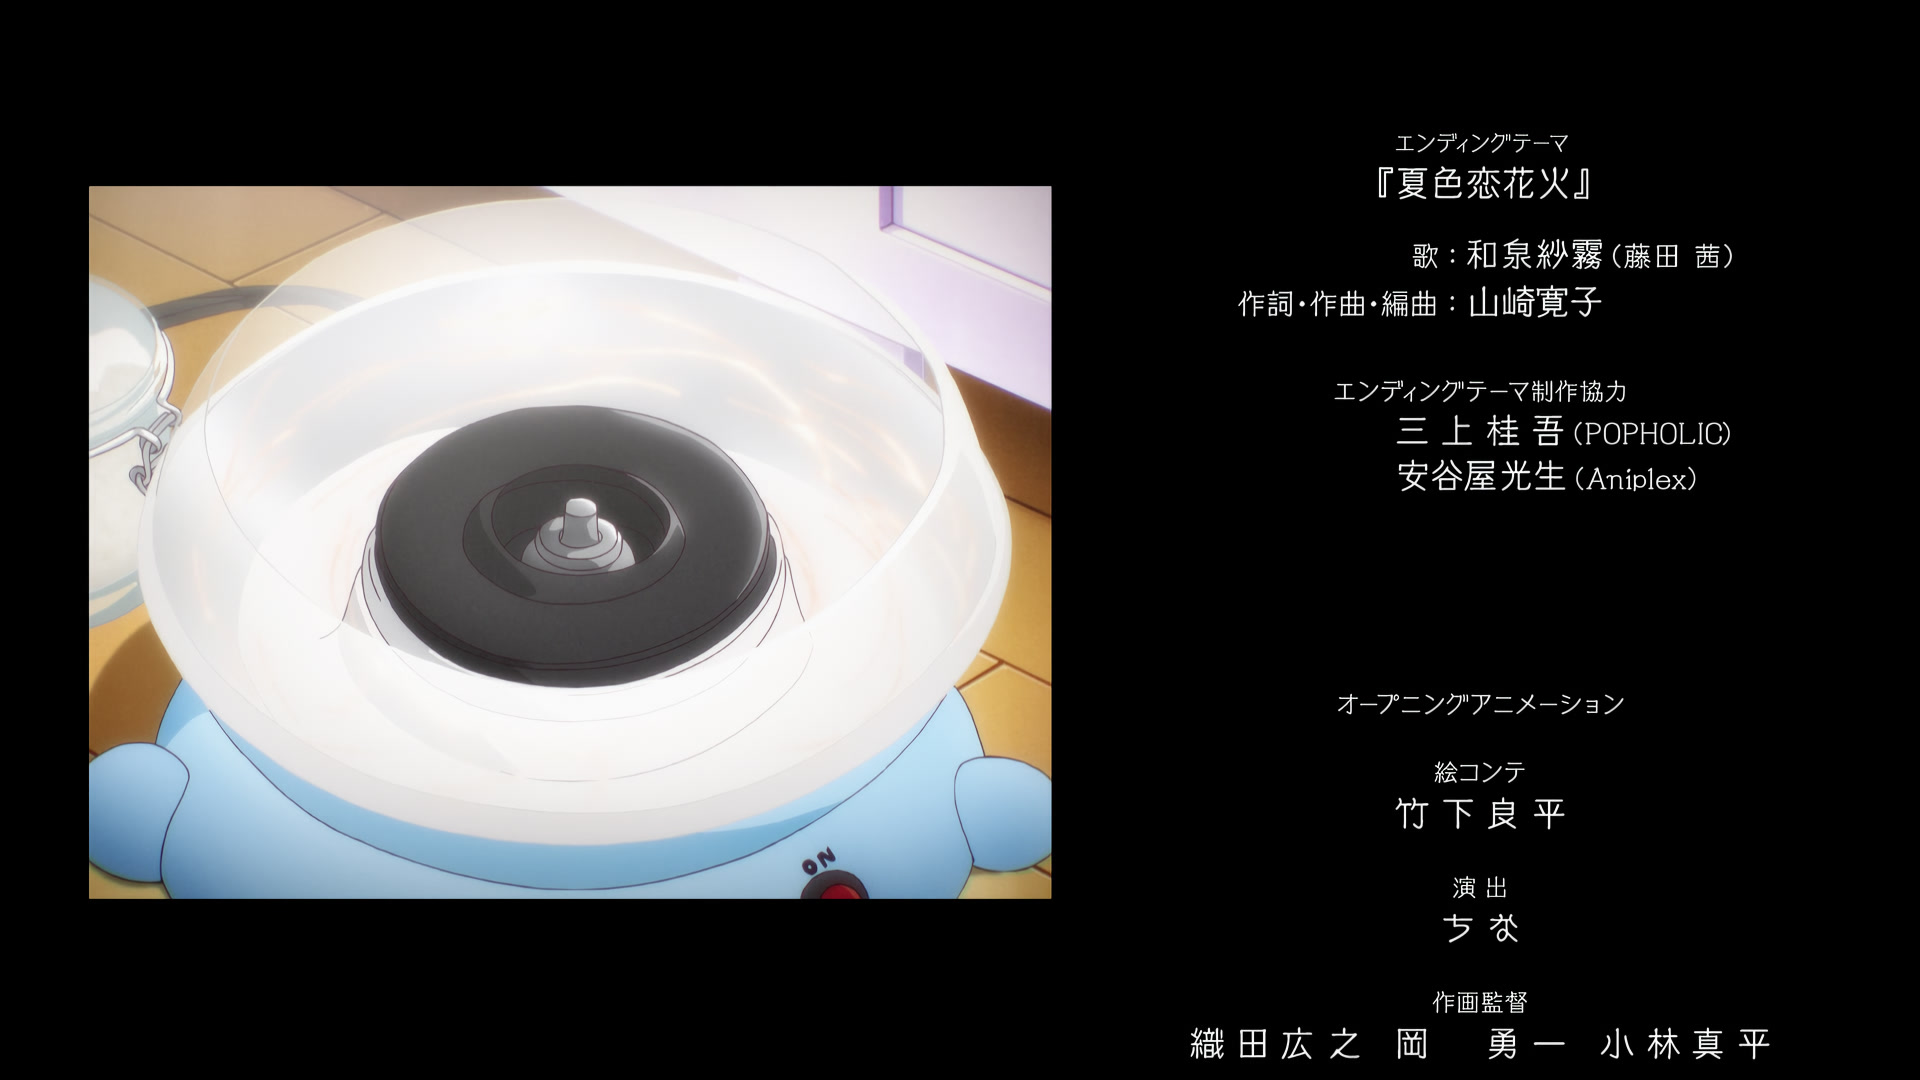 エンディングテーマ
『夏色恋花火』
歌：和泉紗霧（藤田 茜）
作詞・作曲・編曲：山崎寛子
エンディングテーマ制作協力
三上桂吾（POPHOLIC）
安谷屋光生（Aniplex）
オープニングアニメーション
絵コンテ
竹下良平
演出
ちな
作画監督
織田広之 岡 勇一 小林真平
ON